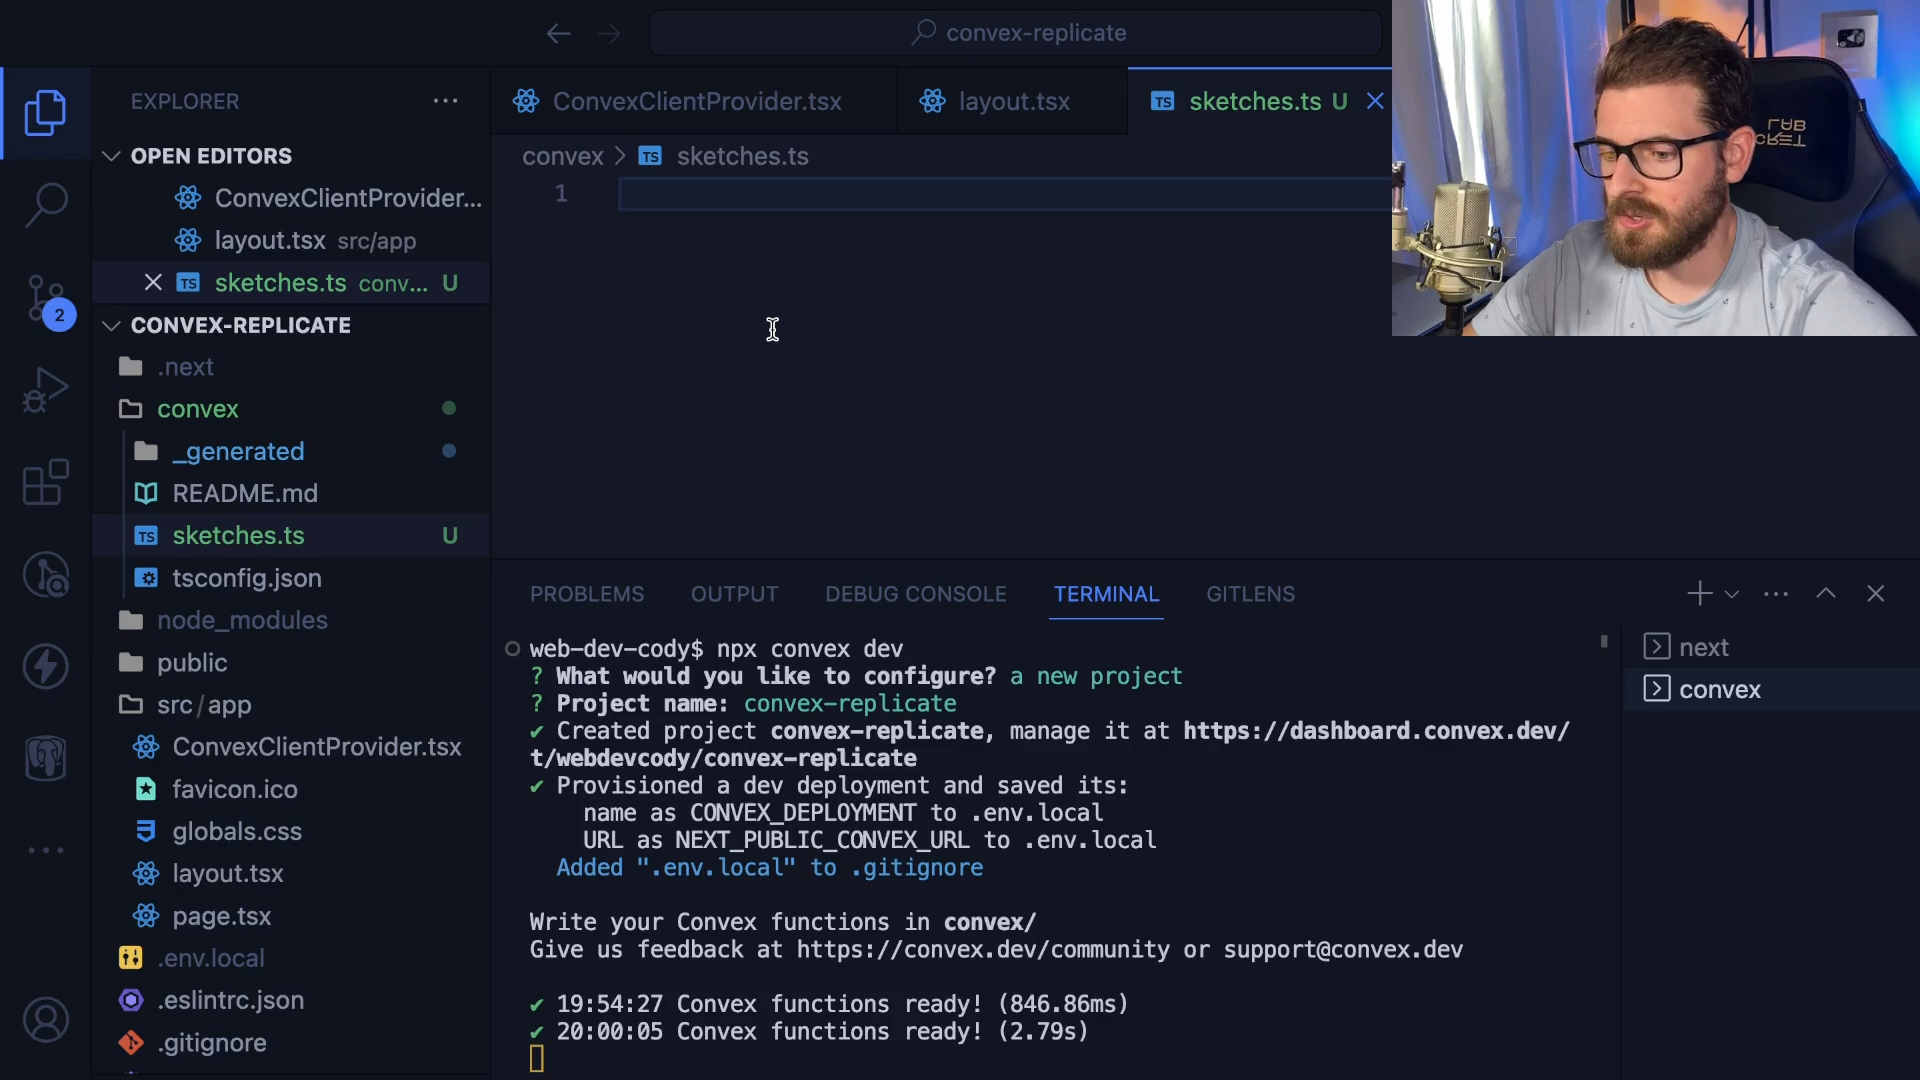 convex-replicate
EXPLORER
OPEN EDITORS
ConvexClientProvider...
layout.tsx src/app
sketches.ts conv... U
2
CONVEX-REPLICATE
.next
convex
_generated
README.md
sketches.ts U
tsconfig.json
node_modules
public
src/app
ConvexClientProvider.tsx
favicon.ico
globals.css
layout.tsx
page.tsx
.env.local
.eslintrc.json
.gitignore
ConvexClientProvider.tsx
layout.tsx
TS sketches.ts U
convex > TS sketches.ts
1
PROBLEMS OUTPUT DEBUG CONSOLE TERMINAL GITLENS
web-dev-cody$ npx convex dev
? What would you like to configure? a new project
? Project name: convex-replicate
✔ Created project convex-replicate, manage it at https://dashboard.convex.dev/
t/webdevcody/convex-replicate
✔ Provisioned a dev deployment and saved its:
name as CONVEX_DEPLOYMENT to .env.local
URL as NEXT_PUBLIC_CONVEX_URL to .env.local
Added ".env.local" to .gitignore
Write your Convex functions in convex/
Give us feedback at https://convex.dev/community or support@convex.dev
✔ 19:54:27 Convex functions ready! (846.86ms)
✔ 20:00:05 Convex functions ready! (2.79s)
next
convex